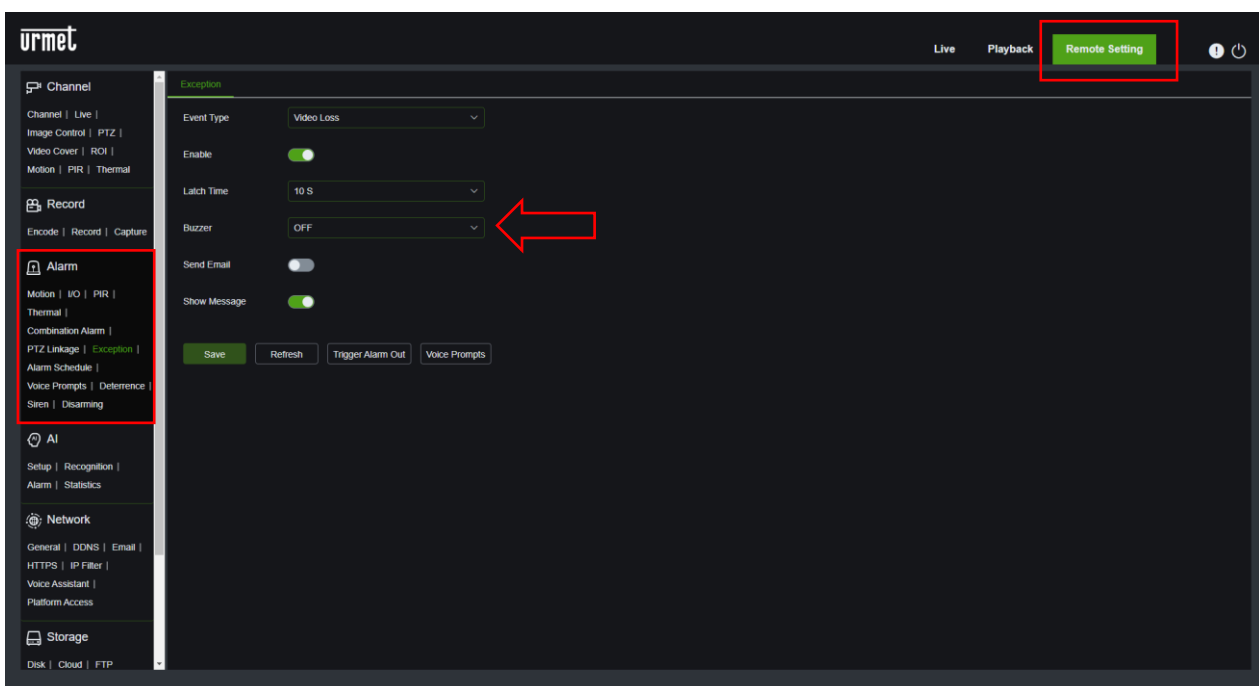 urmet
Live Playback Remote Setting
Channel
Channel | Live |
Image Control | PTZ |
Video Cover | ROI |
Motion | PIR | Thermal
Record
Encode | Record | Capture
Alarm
Motion | I/O | PIR |
Thermal |
Combination Alarm |
PTZ Linkage | Exception |
Alarm Schedule |
Voice Prompts | Deterrence |
Siren | Disarming
AI
Setup | Recognition |
Alarm | Statistics
Network
General | DDNS | Email |
HTTPS | IP Filter |
Voice Assistant |
Platform Access
Storage
Disk | Cloud | FTP
Exception
Event Type Video Loss
Enable
Latch Time 10 S
Buzzer OFF
Send Email
Show Message
Save Refresh Trigger Alarm Out Voice Prompts